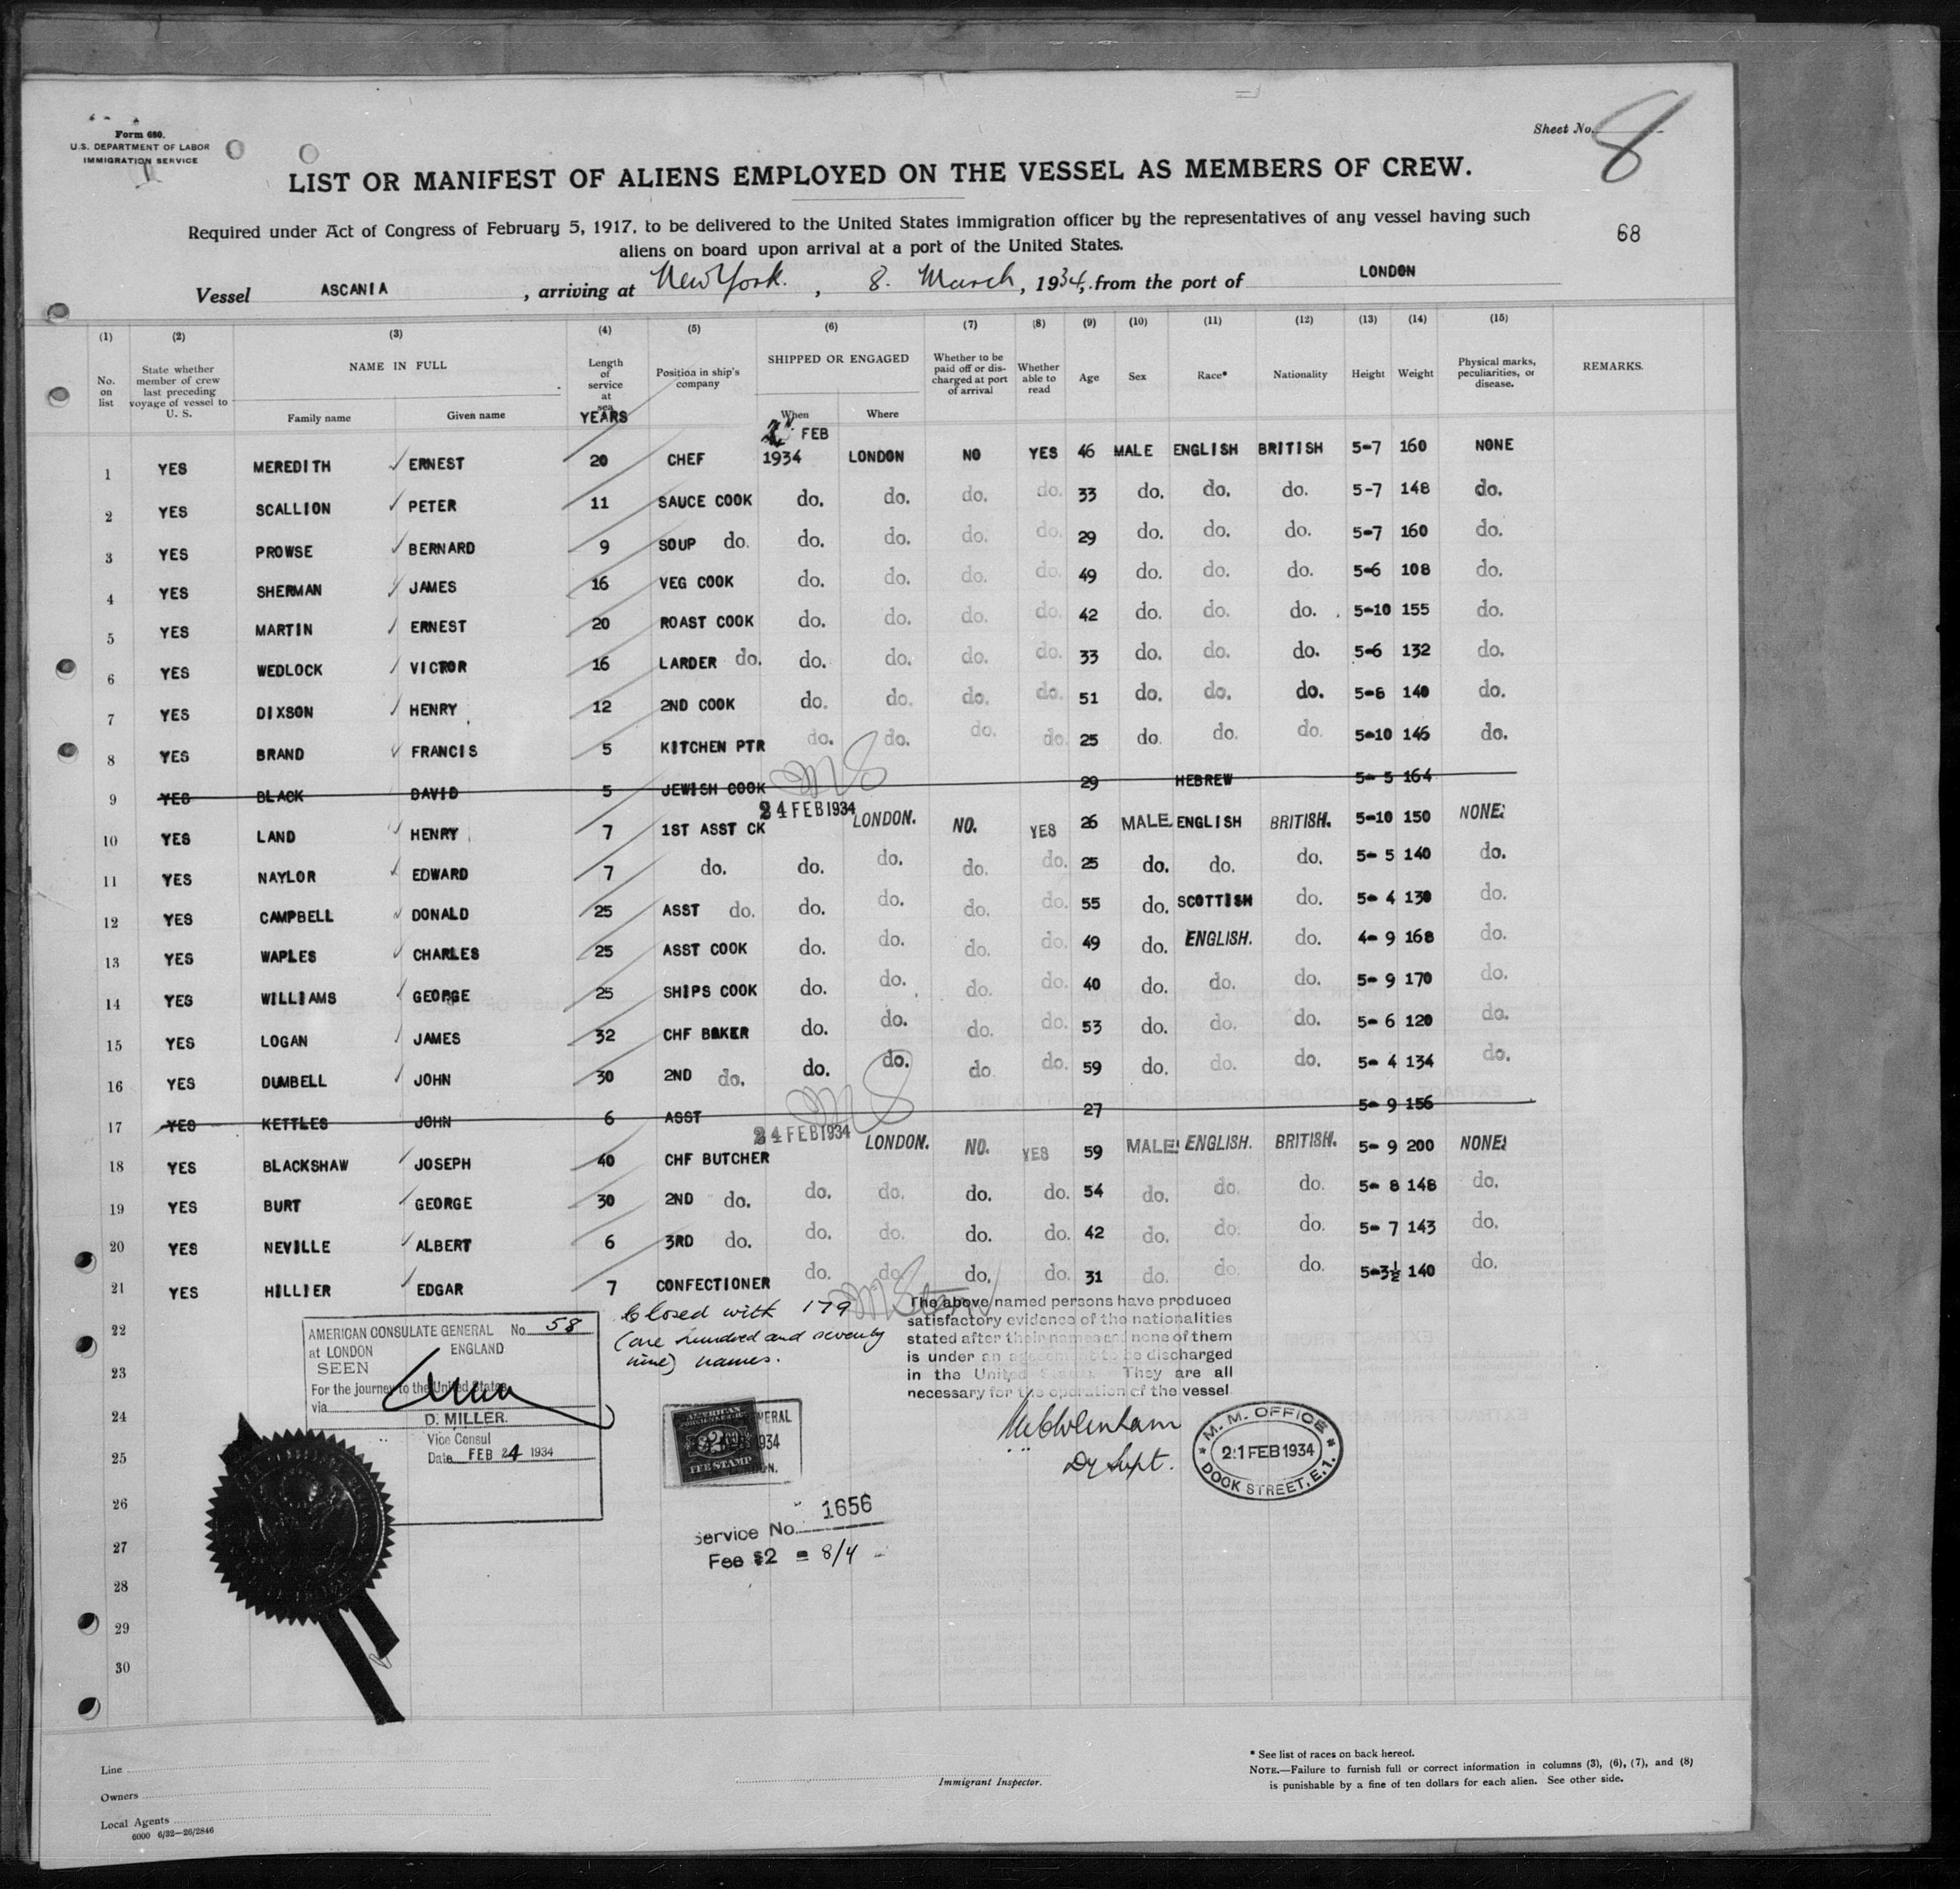 Form 680.
U.S. DEPARTMENT OF LABOR
IMMIGRATION SERVICE
Sheet No. 8
LIST OR MANIFEST OF ALIENS EMPLOYED ON THE VESSEL AS MEMBERS OF CREW.
Required under Act of Congress of February 5, 1917, to be delivered to the United States immigration officer by the representatives of any vessel having such
aliens on board upon arrival at a port of the United States.
68
Vessel ASCANIA, arriving at New York, 8. March, 1934, from the port of LONDON
(1) (2) (3) (4) (5) (6) (7) (8) (9) (10) (11) (12) (13) (14) (15)
No. on list
State whether member of crew last preceding voyage of vessel to U. S.
NAME IN FULL
Family name Given name
Length of service at sea YEARS
Position in ship's company
SHIPPED OR ENGAGED
When Where
Whether to be paid off or discharged at port of arrival
Whether able to read
Age Sex Race* Nationality Height Weight
Physical marks, peculiarities, or disease.
REMARKS.
FEB
1 YES MEREDITH ERNEST 20 CHEF 1934 LONDON NO YES 46 MALE ENGLISH BRITISH 5-7 160 NONE
2 YES SCALLION PETER 11 SAUCE COOK do. do. do. do. 33 do. do. do. 5-7 148 do.
3 YES PROWSE BERNARD 9 SOUP do. do. do. do. do. 29 do. do. do. 5-7 160 do.
4 YES SHERMAN JAMES 16 VEG COOK do. do. do. do. 49 do. do. do. 5-6 108 do.
5 YES MARTIN ERNEST 20 ROAST COOK do. do. do. do. 42 do. do. do. 5-10 155 do.
6 YES WEDLOCK VICTOR 16 LARDER do. do. do. do. do. 33 do. do. do. 5-6 132 do.
7 YES DIXSON HENRY 12 2ND COOK do. do. do. do. 51 do. do. do. 5-6 140 do.
8 YES BRAND FRANCIS 5 KITCHEN PTR do. do. do. do. 25 do. do. do. 5-10 146 do.
9 YES BLACK DAVID 5 JEWISH COOK 29 HEBREW 5-5 164
10 YES LAND HENRY 7 1ST ASST CK 24 FEB 1934 LONDON. NO. YES 26 MALE ENGLISH BRITISH. 5-10 150 NONE.
11 YES NAYLOR EDWARD 7 do. do. do. do. do. 25 do. do. do. 5-5 140 do.
12 YES CAMPBELL DONALD 25 ASST do. do. do. do. do. 55 do. SCOTTISH do. 5-4 130 do.
13 YES WAPLES CHARLES 25 ASST COOK do. do. do. do. 49 do. ENGLISH. do. 4-9 168 do.
14 YES WILLIAMS GEORGE 25 SHIPS COOK do. do. do. do. 40 do. do. do. 5-9 170 do.
15 YES LOGAN JAMES 32 CHF BAKER do. do. do. do. 53 do. do. do. 5-6 120 do.
16 YES DUMBELL JOHN 30 2ND do. do. do. do do. 59 do. do. do. 5-4 134 do.
17 YES KETTLES JOHN 6 ASST 27 5-9 156
18 YES BLACKSHAW JOSEPH 40 CHF BUTCHER 24 FEB 1934 LONDON. NO. YES 59 MALE ENGLISH. BRITISH. 5-9 200 NONE
19 YES BURT GEORGE 30 2ND do. do. do. do. do. 54 do. do. do. 5-8 148 do.
20 YES NEVILLE ALBERT 6 3RD do. do. do. do. do. 42 do. do. do. 5-7 143 do.
21 YES HILLIER EDGAR 7 CONFECTIONER do. do. do. do. 31 do. do. do. 5-3½ 140 do.
22
23
24
25
26
27
28
29
30
AMERICAN CONSULATE GENERAL No. 58
at LONDON ENGLAND
SEEN
For the journey to the United States
via
D. MILLER.
Vice Consul
Date FEB 24 1934
Closed with 179
(one hundred and seventy
nine) names.
The above named persons have produced
satisfactory evidence of the nationalities
stated after their names and none of them
is under an agreement to be discharged
in the United States. They are all
necessary for the operation of the vessel
Dy Supt.
M. M. OFFICE
21 FEB 1934
DOCK STREET, E.1.
AMERICAN
FEE STAMP
Service No. 1656
Fee $2 = 8/4 -
Line
Owners
Local Agents
6000 6/32—26/2846
Immigrant Inspector.
* See list of races on back hereof.
NOTE.—Failure to furnish full or correct information in columns (3), (6), (7), and (8)
is punishable by a fine of ten dollars for each alien. See other side.